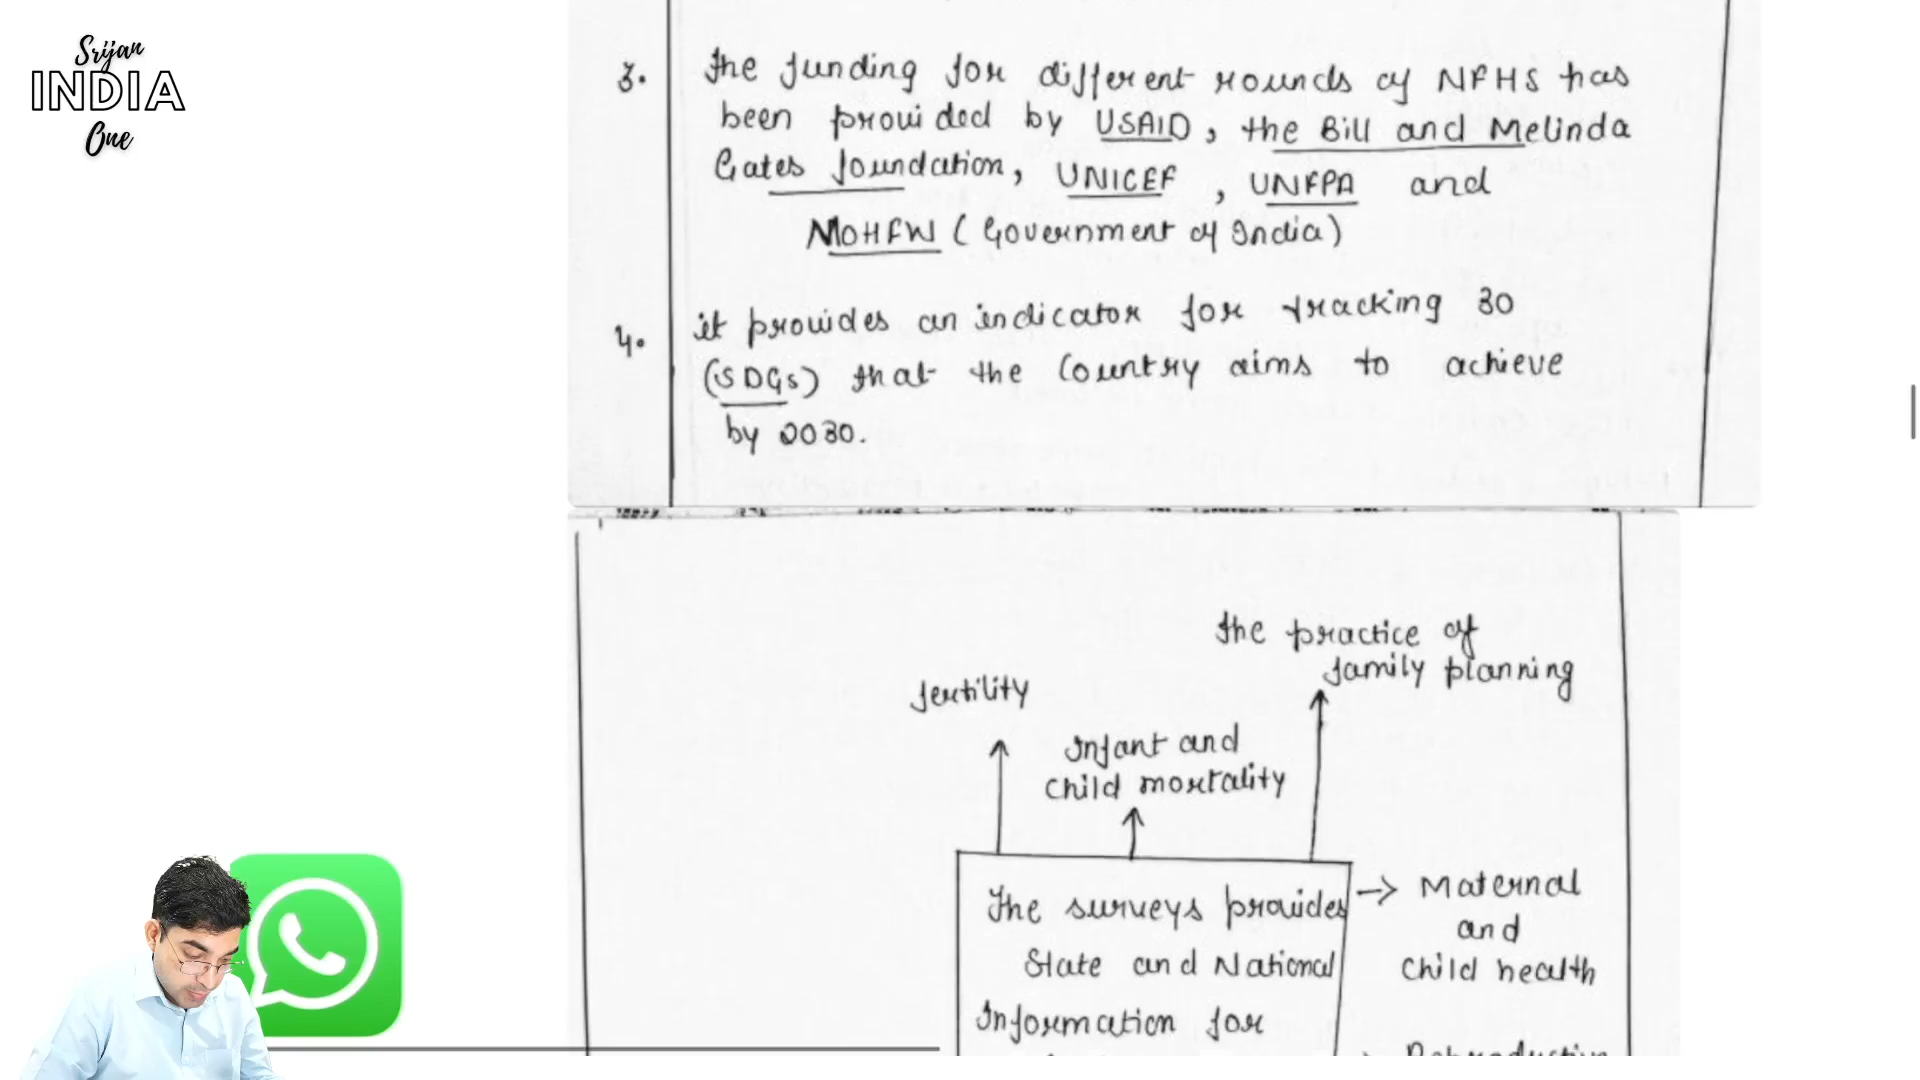 Srijan
INDIA
One
3. The funding for different rounds of NFHS has
been provided by USAID, the Bill and Melinda
Gates foundation, UNICEF, UNFPA and
MOHFW (Government of India)
4. it provides an indicator for tracking 30
(SDGs) that the Country aims to achieve
by 2030.
The practice of
family planning
fertility
Infant and
Child mortality
The surveys provides
State and National
Information for
Maternal
and
Child health